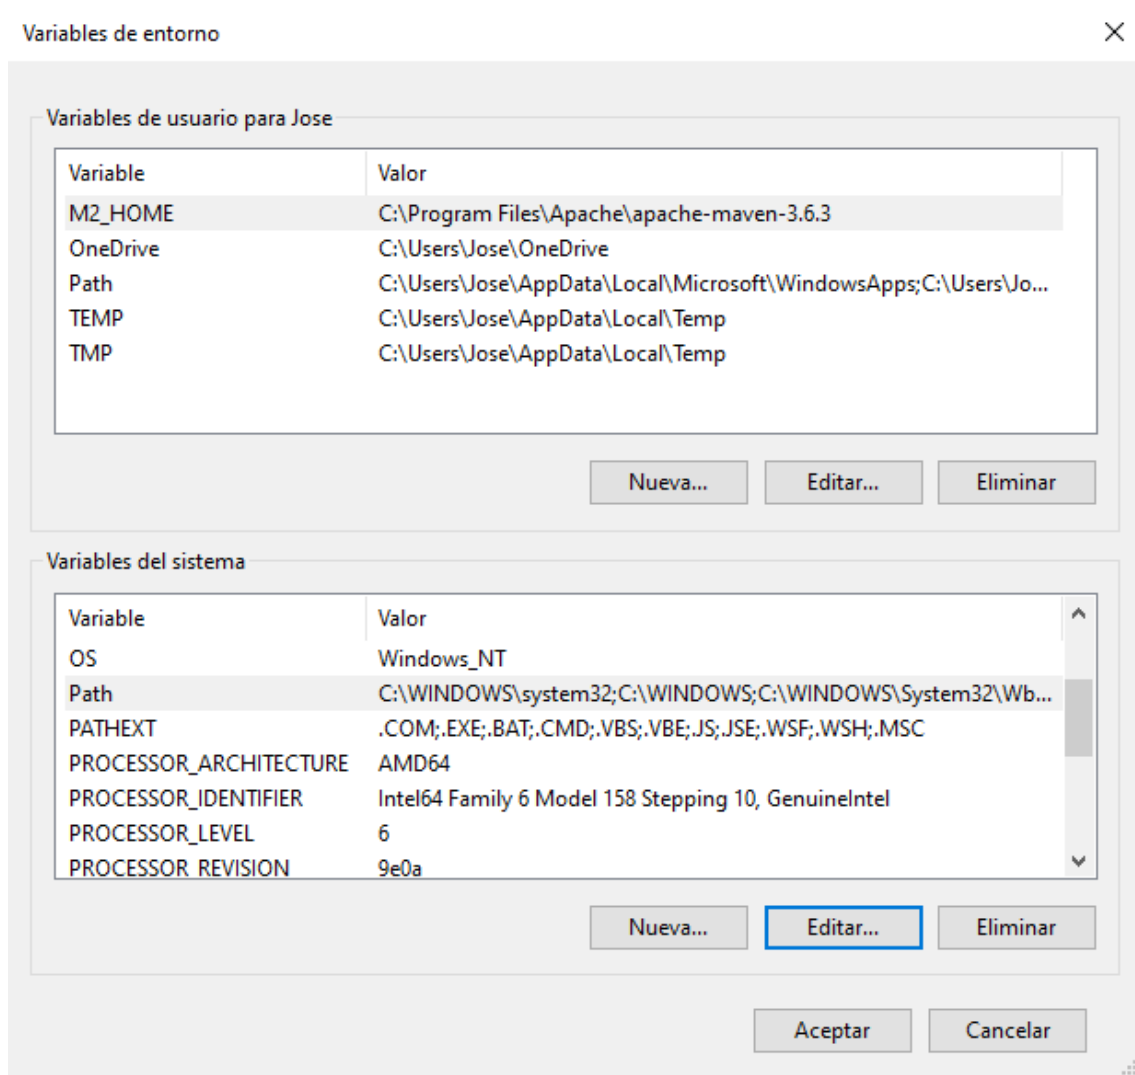 Variables de entorno
Variables de usuario para Jose
Variable Valor
M2_HOME C:\Program Files\Apache\apache-maven-3.6.3
OneDrive C:\Users\Jose\OneDrive
Path C:\Users\Jose\AppData\Local\Microsoft\WindowsApps;C:\Users\Jo...
TEMP C:\Users\Jose\AppData\Local\Temp
TMP C:\Users\Jose\AppData\Local\Temp
Nueva... Editar... Eliminar
Variables del sistema
Variable Valor
OS Windows_NT
Path C:\WINDOWS\system32;C:\WINDOWS;C:\WINDOWS\System32\Wb...
PATHEXT .COM;.EXE;.BAT;.CMD;.VBS;.VBE;.JS;.JSE;.WSF;.WSH;.MSC
PROCESSOR_ARCHITECTURE AMD64
PROCESSOR_IDENTIFIER Intel64 Family 6 Model 158 Stepping 10, GenuineIntel
PROCESSOR_LEVEL 6
PROCESSOR_REVISION 9e0a
Nueva... Editar... Eliminar
Aceptar Cancelar